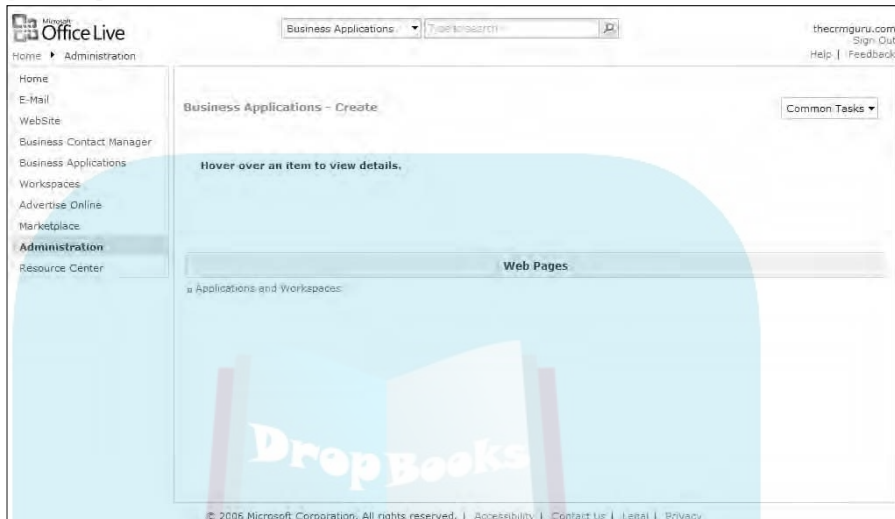 Microsoft
Office Live
Business Applications
Type to search
thecrmguru.com
Sign Out
Help | Feedback
Home ▸ Administration
Home
E-Mail
WebSite
Business Contact Manager
Business Applications
Workspaces
Advertise Online
Marketplace
Administration
Resource Center
Business Applications - Create
Common Tasks ▾
Hover over an item to view details.
Web Pages
Applications and Workspaces
DropBooks
© 2006 Microsoft Corporation. All rights reserved. | Accessibility | Contact Us | Legal | Privacy